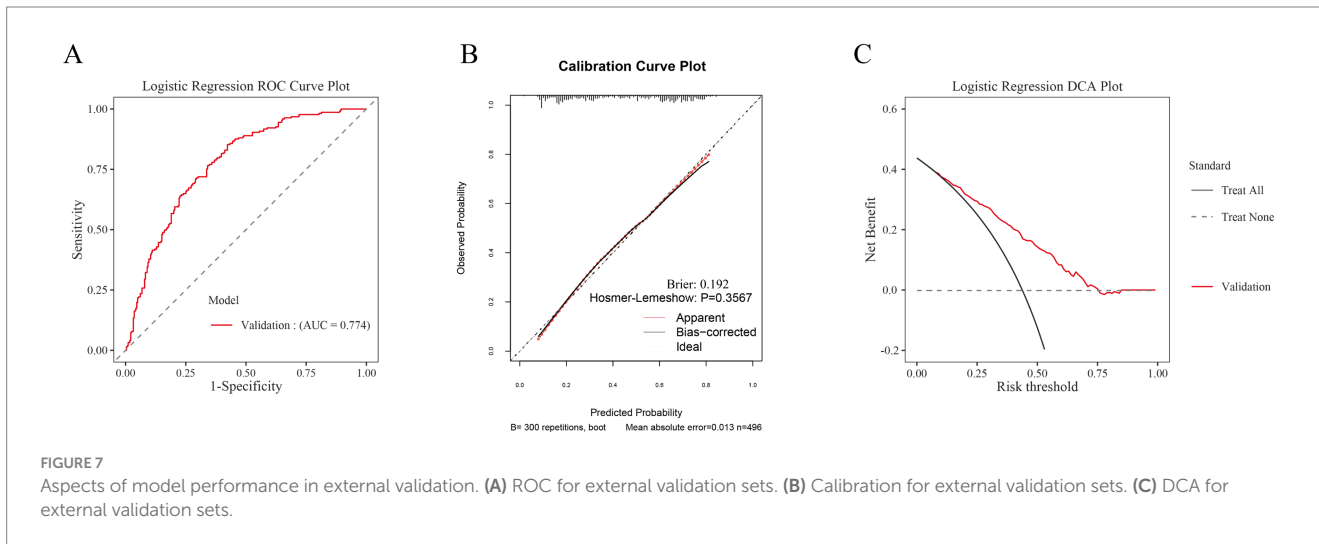 A
Logistic Regression ROC Curve Plot
1.00
0.75
0.50
0.25
0.00
Sensitivity
Model
Validation : (AUC = 0.774)
0.00 0.25 0.50 0.75 1.00
1-Specificity
B
Calibration Curve Plot
1.0
0.8
0.6
0.4
0.2
0.0
Observed Probability
Brier: 0.192
Hosmer-Lemeshow: P=0.3567
Apparent
Bias-corrected
Ideal
0.0 0.2 0.4 0.6 0.8 1.0
Predicted Probability
B= 300 repetitions, boot Mean absolute error=0.013 n=496
C
Logistic Regression DCA Plot
0.6
0.4
0.2
0.0
-0.2
Net Benefit
0.00 0.25 0.50 0.75 1.00
Risk threshold
Standard
Treat All
Treat None
Validation
FIGURE 7
Aspects of model performance in external validation. (A) ROC for external validation sets. (B) Calibration for external validation sets. (C) DCA for
external validation sets.